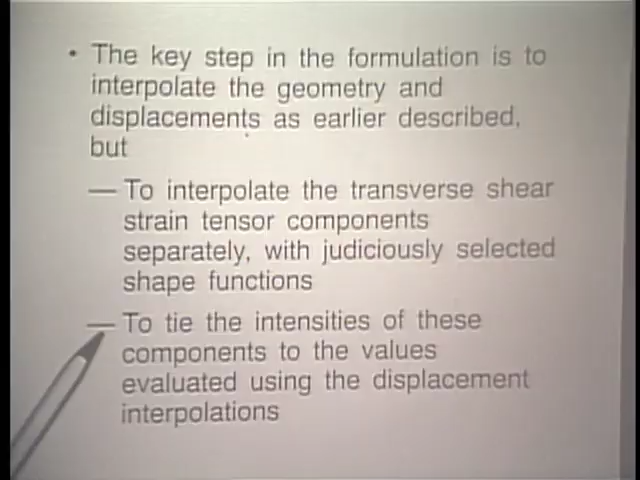 • The key step in the formulation is to
interpolate the geometry and
displacements as earlier described,
but
— To interpolate the transverse shear
strain tensor components
separately, with judiciously selected
shape functions
— To tie the intensities of these
components to the values
evaluated using the displacement
interpolations